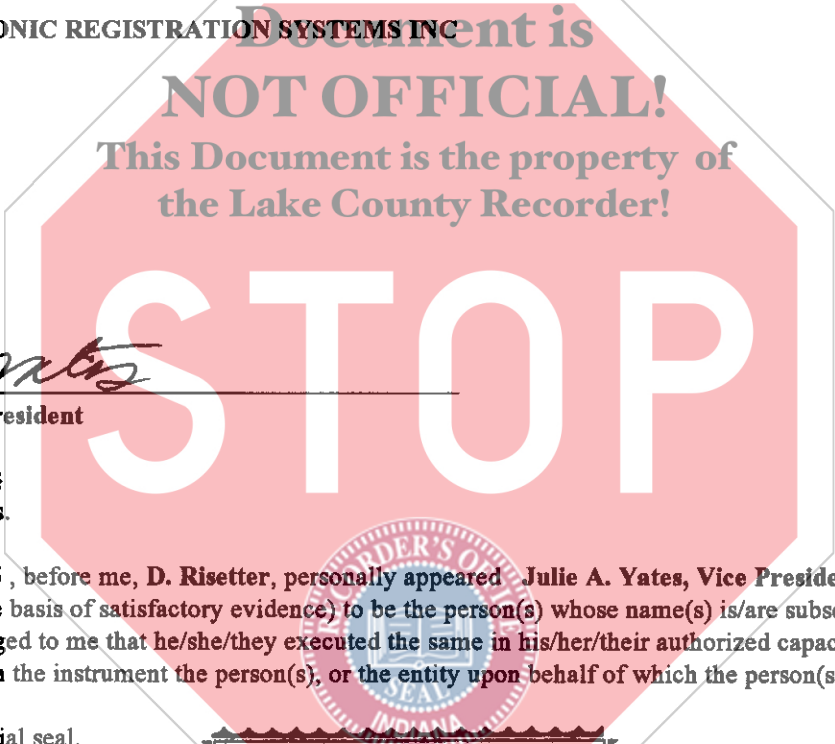 ONIC REGISTRATION SYSTEMS INC
Document is
NOT OFFICIAL!
This Document is the property of
the Lake County Recorder!
STOP
resident
RECORDER'S OFFICE
, before me, D. Risetter, personally appeared Julie A. Yates, Vice Preside
basis of satisfactory evidence) to be the person(s) whose name(s) is/are subs
ged to me that he/she/they executed the same in his/her/their authorized capac
the instrument the person(s), or the entity upon behalf of which the person(s
SEAL
INDIANA
ial seal.